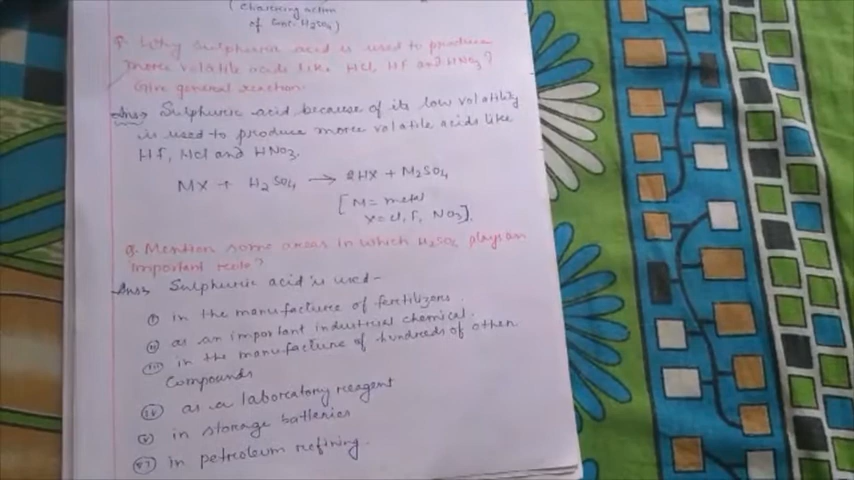 (Charring action
of Conc. H2SO4)
Q. Why Sulphuric acid is used to produce
more volatile acids like HCl, HF and HNO3?
Give general reaction.
Ans→ Sulphuric acid because of its low volatility
is used to produce more volatile acids like
HF, HCl and HNO3.
MX + H2SO4 → 2HX + M2SO4
[M = metal
X = Cl, F, NO3].
Q. Mention some areas in which H2SO4 plays an
important role?
Ans→ Sulphuric acid is used-
(i) in the manufacture of fertilizers.
(ii) as an important industrial chemical.
(iii) in the manufacture of hundreds of other
Compounds
(iv) as a laboratory reagent
(v) in storage batteries
(vi) in petroleum refining.